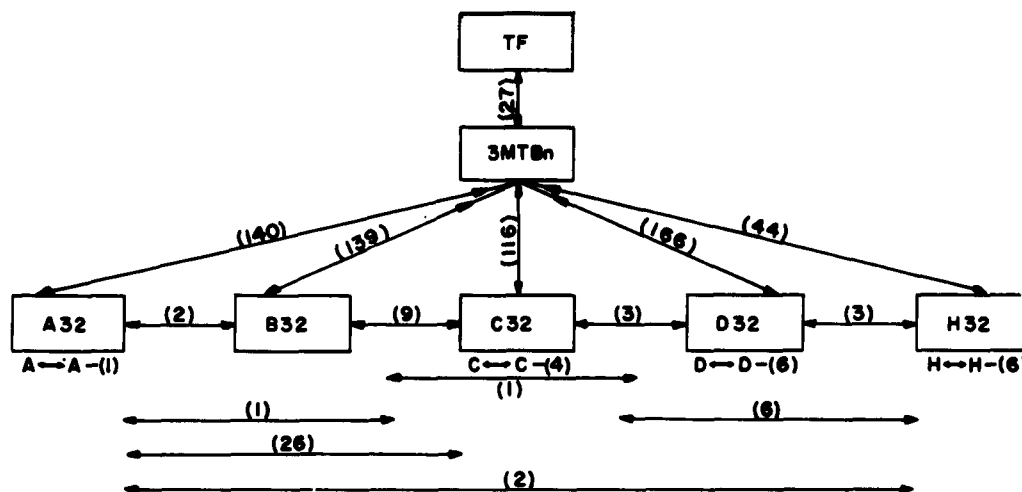 TF
(27)
3MTBn
(140)
(139)
(116)
(166)
(44)
A32
(2)
B32
(9)
C32
(3)
D32
(3)
H32
A↔A-(1)
C↔C-(4)
D↔D-(6)
H↔H-(6)
(1)
(1)
(6)
(26)
(2)